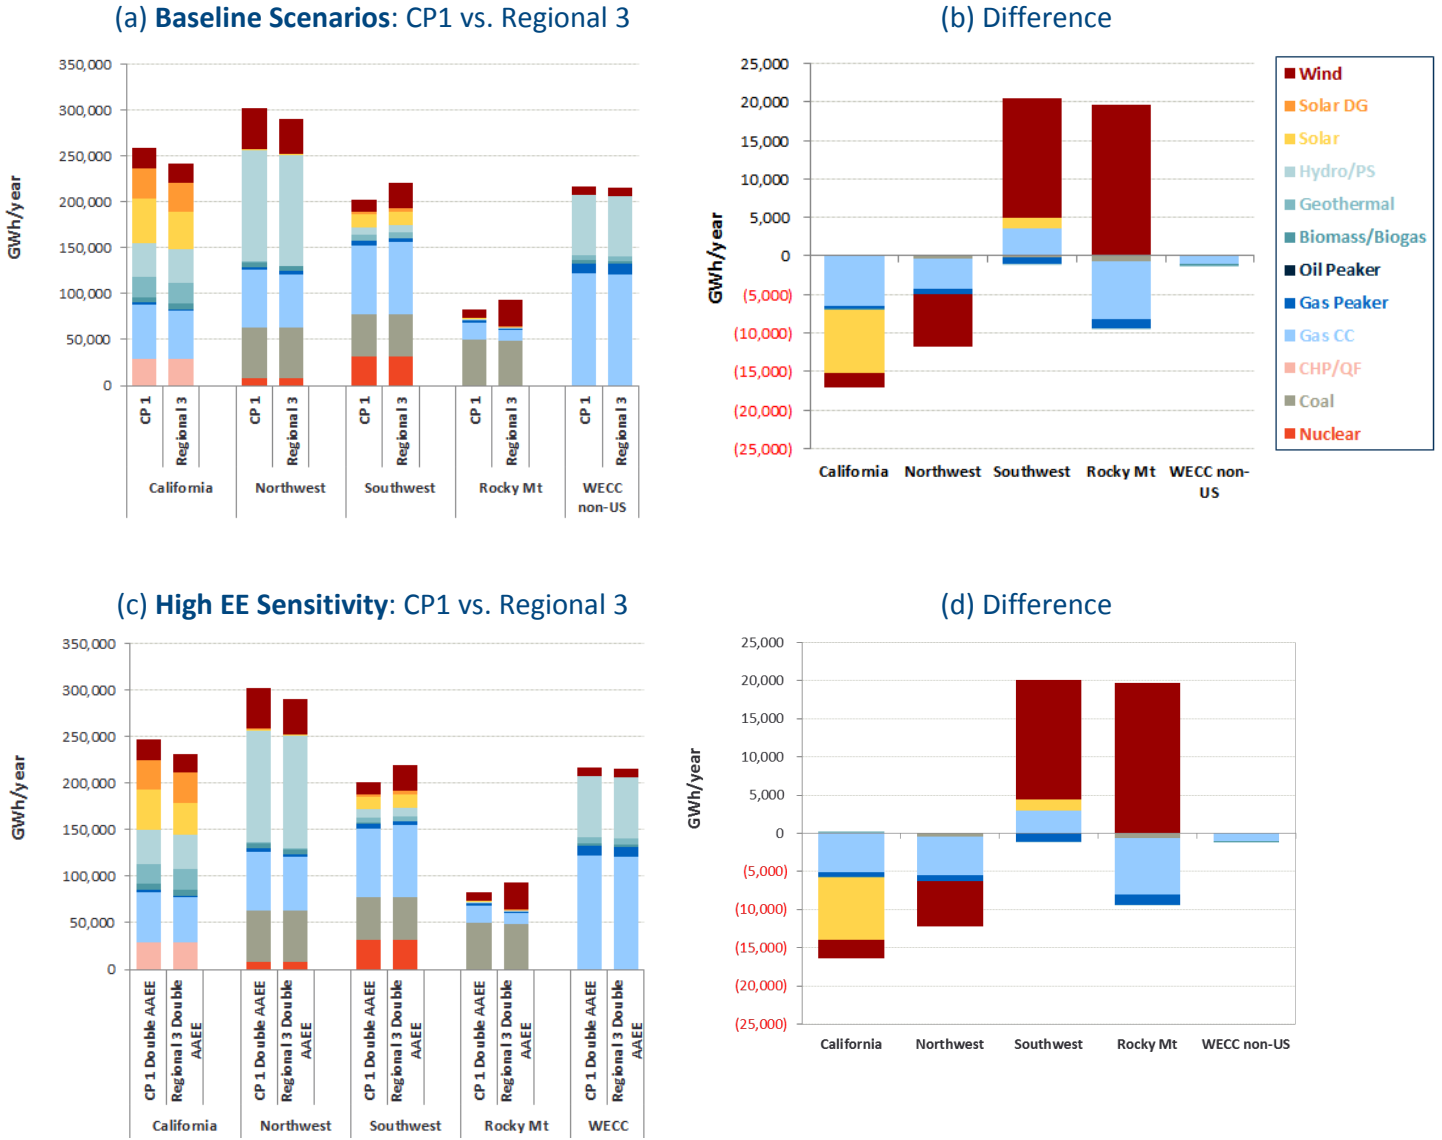 (a) Baseline Scenarios: CP1 vs. Regional 3
(b) Difference
GWh/year
350,000
300,000
250,000
200,000
150,000
100,000
50,000
0
CP 1
Regional 3
CP 1
Regional 3
CP 1
Regional 3
CP 1
Regional 3
CP 1
Regional 3
California
Northwest
Southwest
Rocky Mt
WECC
non-US
GWh/year
25,000
20,000
15,000
10,000
5,000
0
(5,000)
(10,000)
(15,000)
(20,000)
(25,000)
California
Northwest
Southwest
Rocky Mt
WECC non-
US
Wind
Solar DG
Solar
Hydro/PS
Geothermal
Biomass/Biogas
Oil Peaker
Gas Peaker
Gas CC
CHP/QF
Coal
Nuclear
(c) High EE Sensitivity: CP1 vs. Regional 3
(d) Difference
GWh/year
350,000
300,000
250,000
200,000
150,000
100,000
50,000
0
CP 1 Double AAEE
Regional 3 Double
AAEE
CP 1 Double AAEE
Regional 3 Double
AAEE
CP 1 Double AAEE
Regional 3 Double
AAEE
CP 1 Double AAEE
Regional 3 Double
AAEE
CP 1 Double AAEE
Regional 3 Double
AAEE
California
Northwest
Southwest
Rocky Mt
WECC
GWh/year
25,000
20,000
15,000
10,000
5,000
0
(5,000)
(10,000)
(15,000)
(20,000)
(25,000)
California
Northwest
Southwest
Rocky Mt
WECC non-US